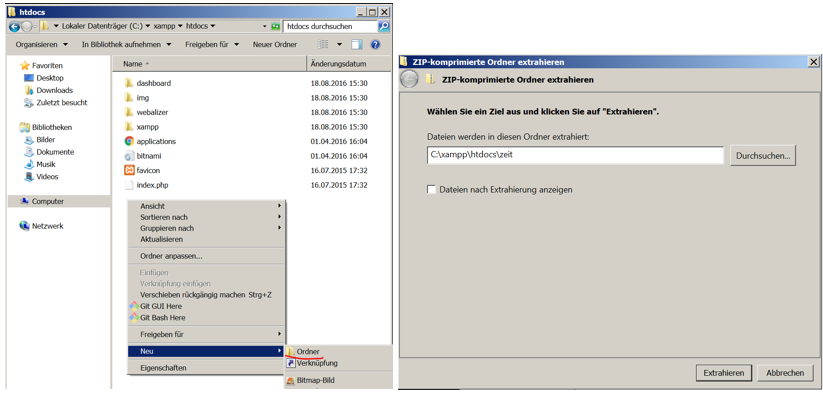 htdocs
Lokaler Datenträger (C:) xampp htdocs
htdocs durchsuchen
Organisieren In Bibliothek aufnehmen Freigeben für Neuer Ordner
Favoriten
Desktop
Downloads
Zuletzt besucht
Bibliotheken
Bilder
Dokumente
Musik
Videos
Computer
Netzwerk
Name Änderungsdatum
dashboard 18.08.2016 15:30
img 18.08.2016 15:30
webalizer 18.08.2016 15:30
xampp 18.08.2016 15:30
applications 01.04.2016 16:04
bitnami 01.04.2016 16:04
favicon 16.07.2015 17:32
index.php 16.07.2015 17:32
Ansicht
Sortieren nach
Gruppieren nach
Aktualisieren
Ordner anpassen...
Einfügen
Verknüpfung einfügen
Verschieben rückgängig machen Strg+Z
Git GUI Here
Git Bash Here
Freigeben für
Neu
Eigenschaften
Ordner
Verknüpfung
Bitmap-Bild
ZIP-komprimierte Ordner extrahieren
ZIP-komprimierte Ordner extrahieren
Wählen Sie ein Ziel aus und klicken Sie auf "Extrahieren".
Dateien werden in diesen Ordner extrahiert:
C:\xampp\htdocs\zeit
Durchsuchen...
Dateien nach Extrahierung anzeigen
Extrahieren Abbrechen